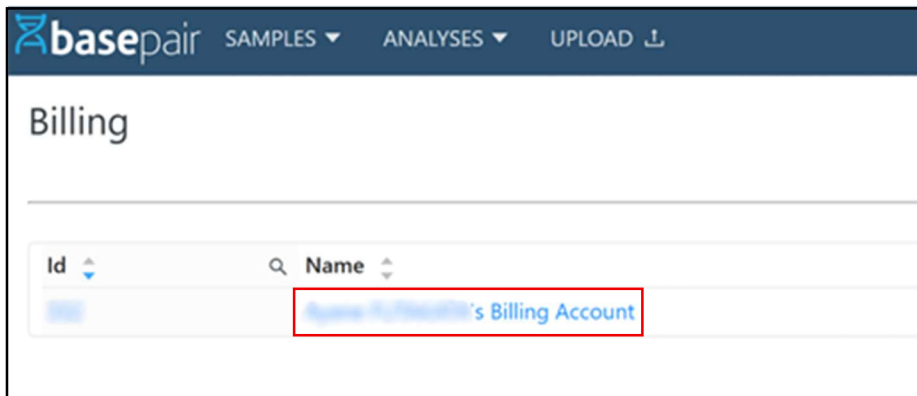 basepair SAMPLES ANALYSES UPLOAD
Billing
Id Name
's Billing Account